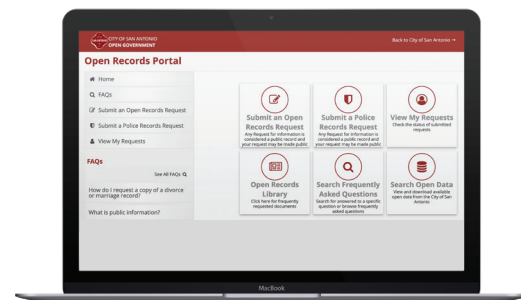 CITY OF SAN ANTONIO
OPEN GOVERNMENT
Back to City of San Antonio
Open Records Portal
Home
FAQs
Submit an Open Records Request
Submit a Police Records Request
View My Requests
FAQs
See All FAQs
How do I request a copy of a divorce
or marriage record?
What is public information?
Submit an Open
Records Request
Any Request for information is
considered a public record and
your request may be made public
Submit a Police
Records Request
Any Request for information is
considered a public record and
your request may be made public
View My Requests
Check the status of submitted
requests
Open Records
Library
Click here for frequently
requested documents
Search Frequently
Asked Questions
Search for answered to a specific
question or browse frequently
asked questions
Search Open Data
View and download available
open data from the City of San
Antonio
MacBook